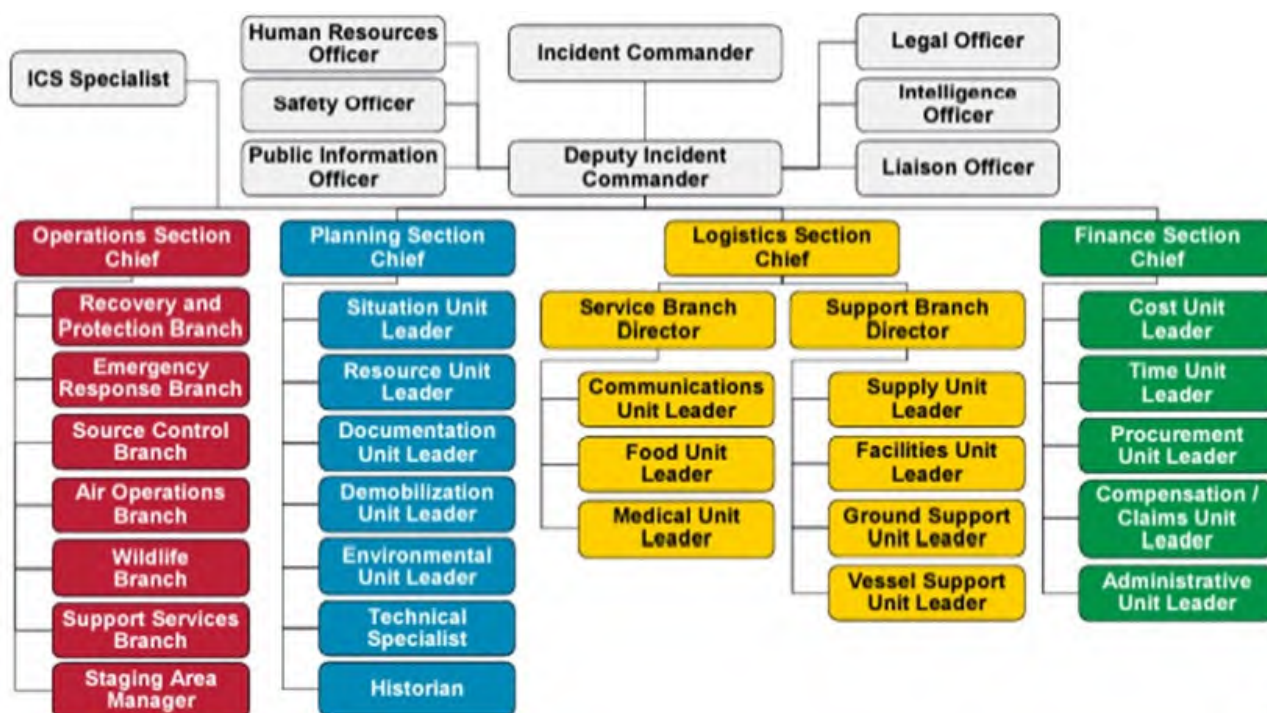 Human Resources
Officer
Incident Commander
Legal Officer
ICS Specialist
Safety Officer
Intelligence
Officer
Public Information
Officer
Deputy Incident
Commander
Liaison Officer
Operations Section
Chief
Planning Section
Chief
Logistics Section
Chief
Finance Section
Chief
Recovery and
Protection Branch
Emergency
Response Branch
Source Control
Branch
Air Operations
Branch
Wildlife
Branch
Support Services
Branch
Staging Area
Manager
Situation Unit
Leader
Resource Unit
Leader
Documentation
Unit Leader
Demobilization
Unit Leader
Environmental
Unit Leader
Technical
Specialist
Historian
Service Branch
Director
Communications
Unit Leader
Food Unit
Leader
Medical Unit
Leader
Support Branch
Director
Supply Unit
Leader
Facilities Unit
Leader
Ground Support
Unit Leader
Vessel Support
Unit Leader
Cost Unit
Leader
Time Unit
Leader
Procurement
Unit Leader
Compensation /
Claims Unit
Leader
Administrative
Unit Leader